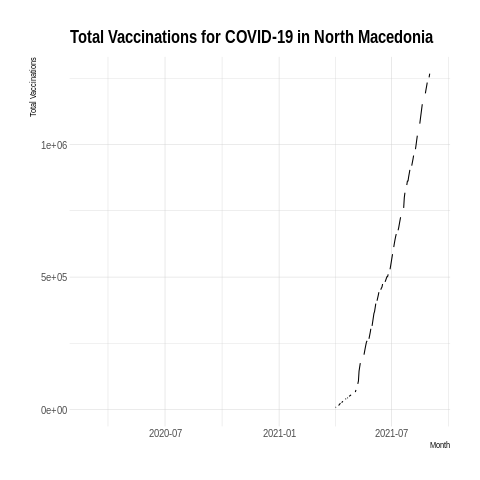 Total Vaccinations for COVID-19 in North Macedonia
Total Vaccinations
1e+06
5e+05
0e+00
2020-07 2021-01 2021-07
Month